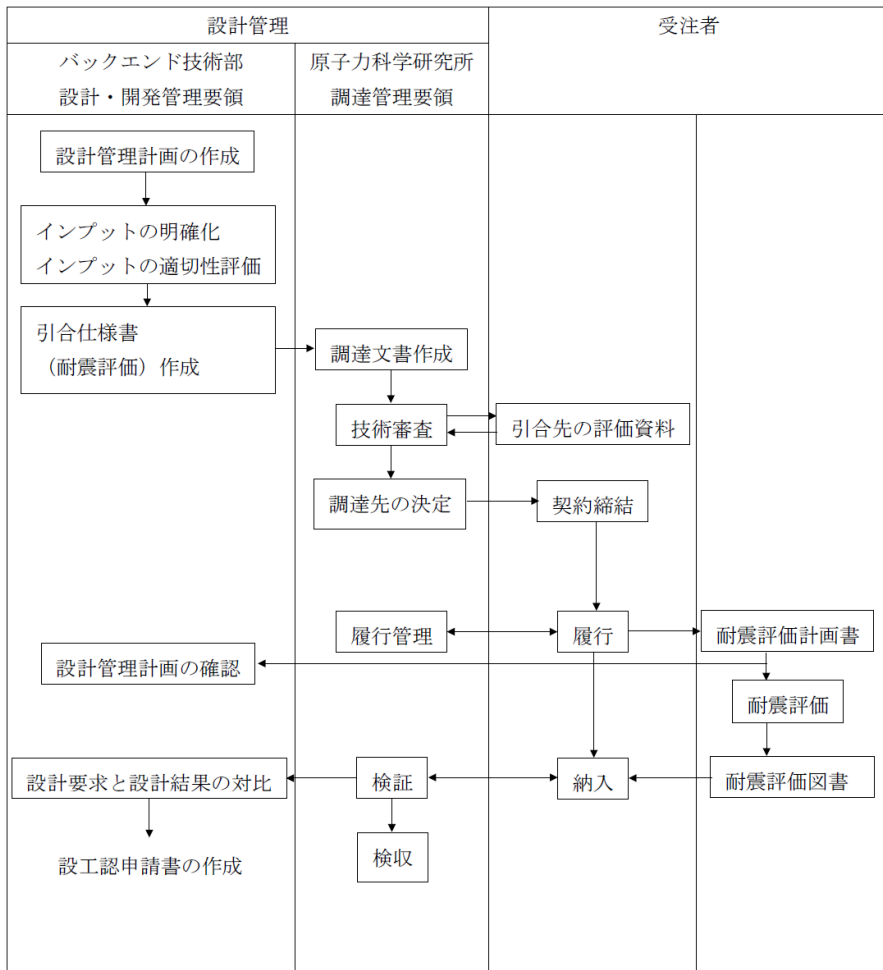 設計管理
受注者
バックエンド技術部
設計・開発管理要領
原子力科学研究所
調達管理要領
設計管理計画の作成
インプットの明確化
インプットの適切性評価
引合仕様書
（耐震評価）作成
調達文書作成
技術審査
引合先の評価資料
調達先の決定
契約締結
履行管理
履行
耐震評価計画書
設計管理計画の確認
耐震評価
設計要求と設計結果の対比
検証
納入
耐震評価図書
設工認申請書の作成
検収